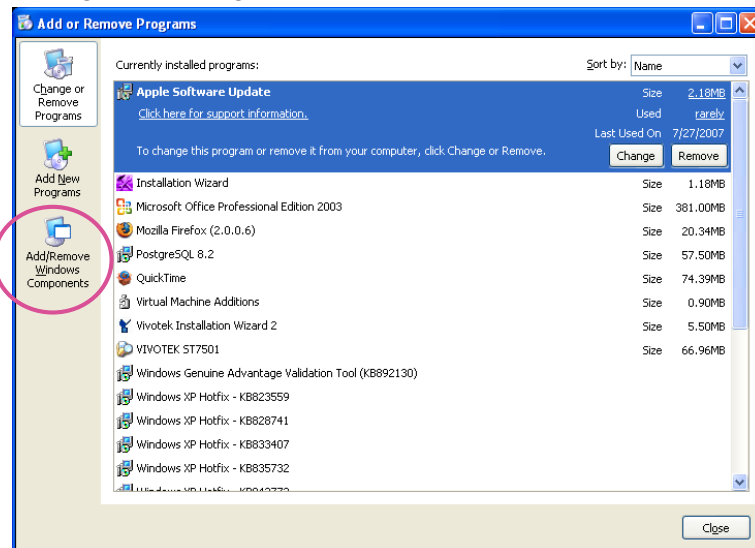 Add or Remove Programs
Change or
Remove
Programs
Add New
Programs
Add/Remove
Windows
Components
Currently installed programs:
Sort by: Name
Apple Software Update Size 2.18MB
Click here for support information. Used rarely
Last Used On 7/27/2007
To change this program or remove it from your computer, click Change or Remove. Change Remove
Installation Wizard Size 1.18MB
Microsoft Office Professional Edition 2003 Size 381.00MB
Mozilla Firefox (2.0.0.6) Size 20.34MB
PostgreSQL 8.2 Size 57.50MB
QuickTime Size 74.39MB
Virtual Machine Additions Size 0.90MB
Vivotek Installation Wizard 2 Size 5.50MB
VIVOTEK ST7501 Size 66.96MB
Windows Genuine Advantage Validation Tool (KB892130)
Windows XP Hotfix - KB823559
Windows XP Hotfix - KB828741
Windows XP Hotfix - KB833407
Windows XP Hotfix - KB835732
Close